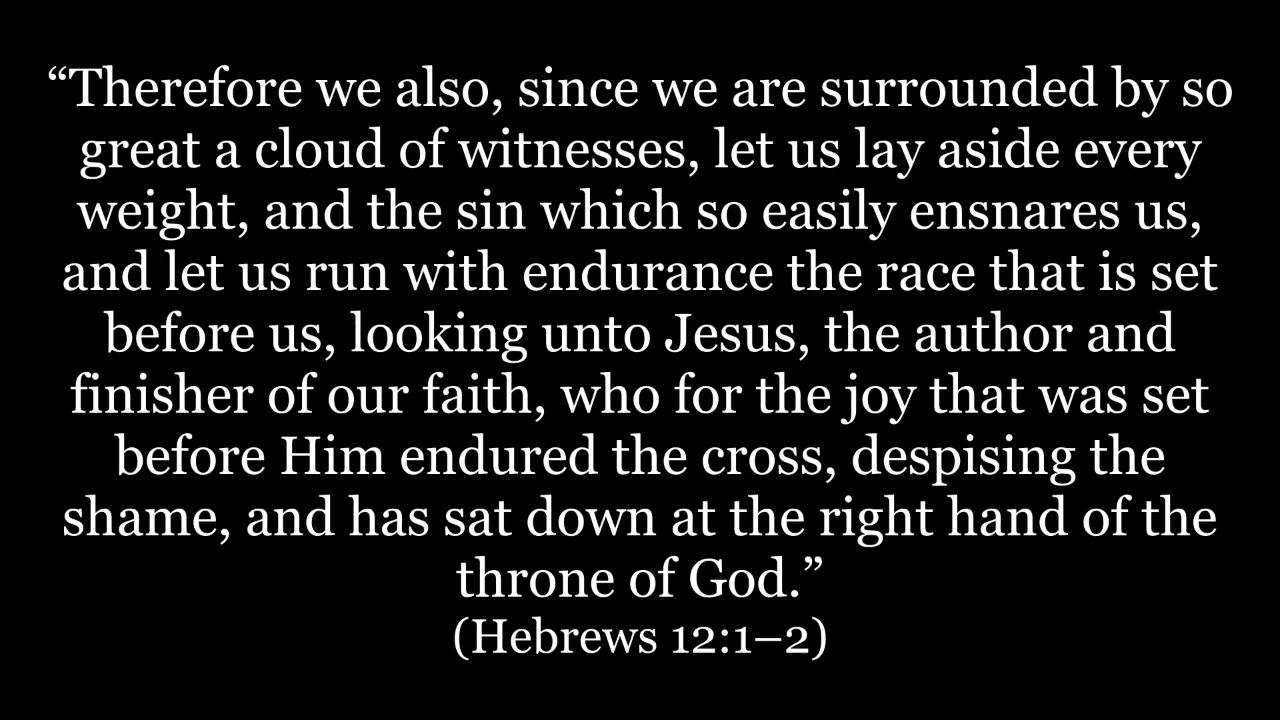 “Therefore we also, since we are surrounded by so
great a cloud of witnesses, let us lay aside every
weight, and the sin which so easily ensnares us,
and let us run with endurance the race that is set
before us, looking unto Jesus, the author and
finisher of our faith, who for the joy that was set
before Him endured the cross, despising the
shame, and has sat down at the right hand of the
throne of God.”
(Hebrews 12:1–2)